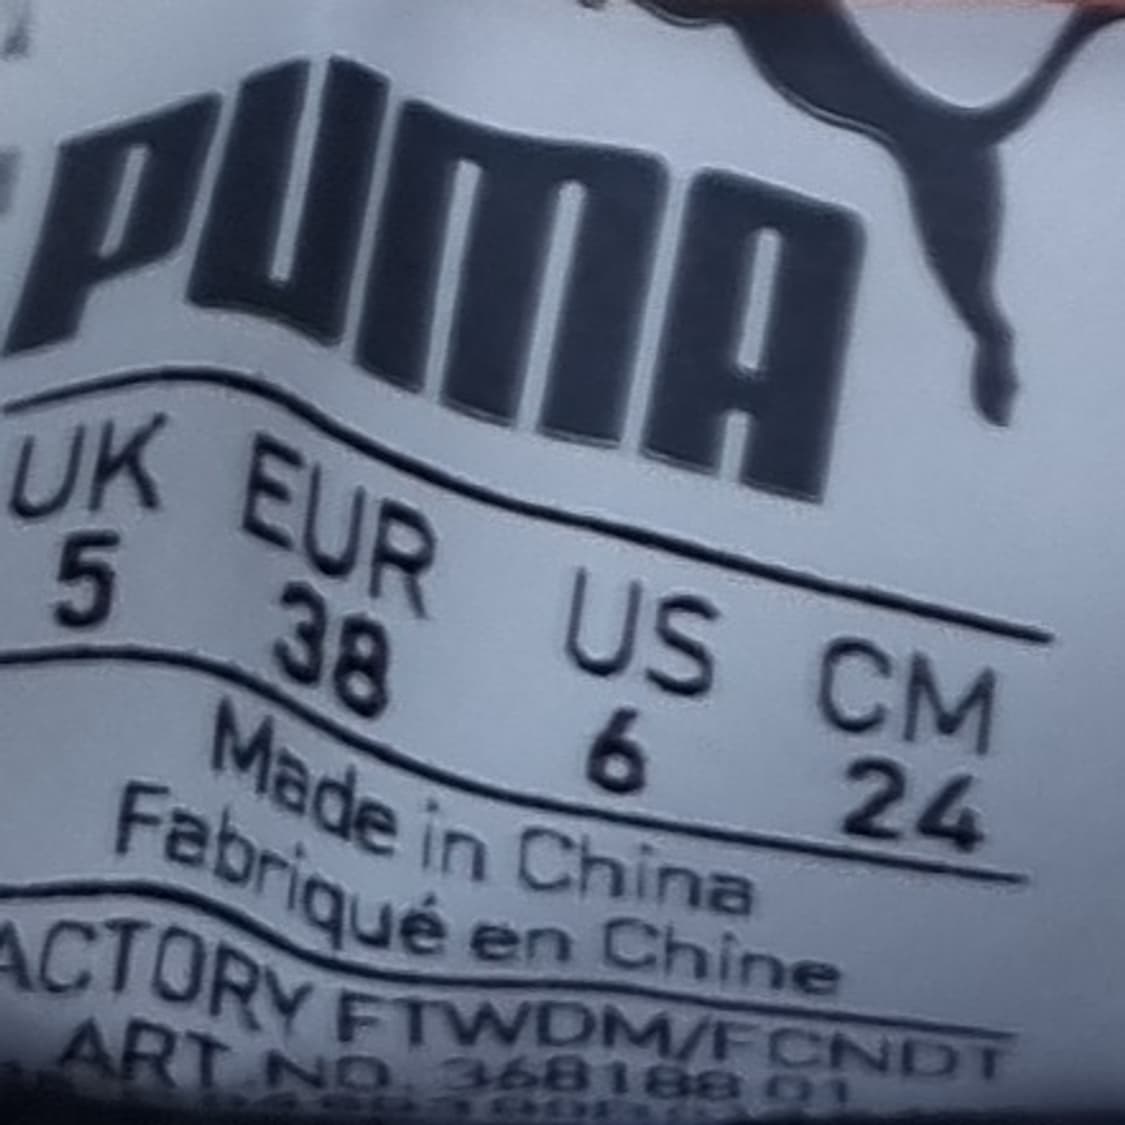 PUMA
UK EUR US CM
5 38 6 24
Made in China
Fabriqué en Chine
ACTORY FTWDM/FCNDT
ART NO. 368188 01